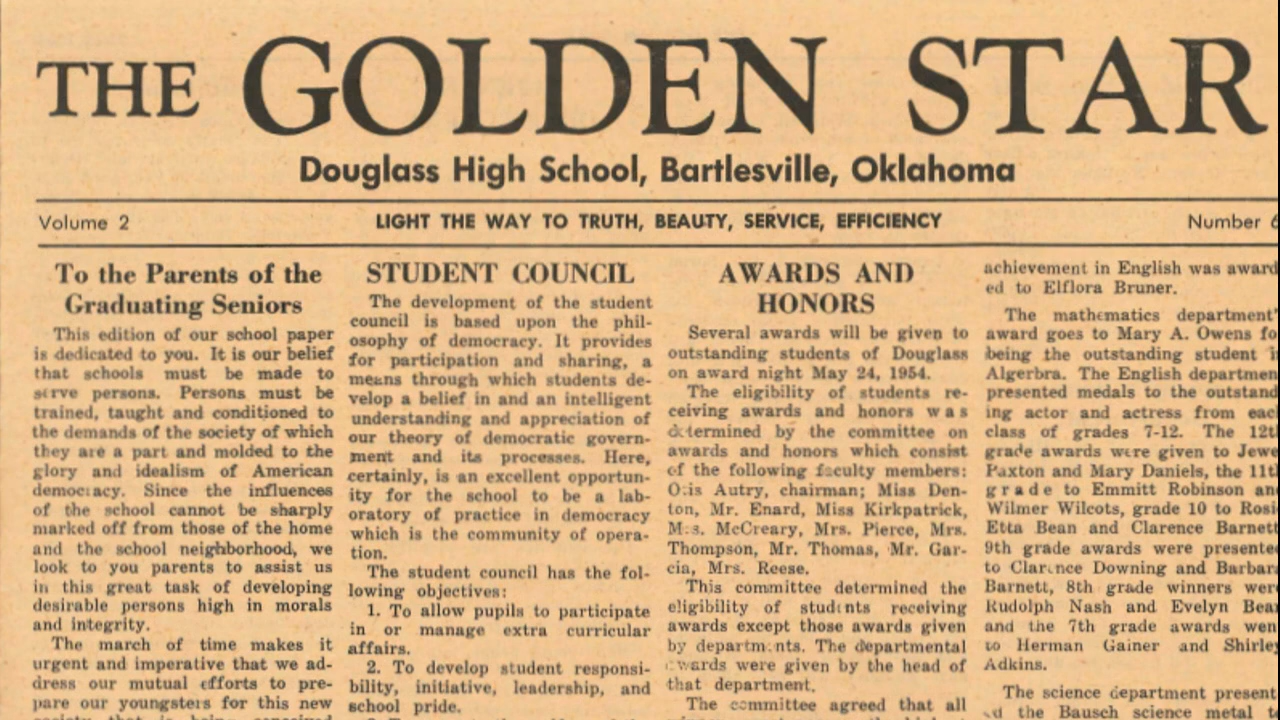 THE GOLDEN STAR
Douglass High School, Bartlesville, Oklahoma
Volume 2
LIGHT THE WAY TO TRUTH, BEAUTY, SERVICE, EFFICIENCY
Number 6
To the Parents of the
Graduating Seniors
This edition of our school paper
is dedicated to you. It is our belief
that schools must be made to
serve persons. Persons must be
trained, taught and conditioned to
the demands of the society of which
they are a part and molded to the
glory and idealism of American
democracy. Since the influences
of the school cannot be sharply
marked off from those of the home
and the school neighborhood, we
look to you parents to assist us
in this great task of developing
desirable persons high in morals
and integrity.
The march of time makes it
urgent and imperative that we ad-
dress our mutual efforts to pre-
pare our youngsters for this new
society that is being conceived
STUDENT COUNCIL
The development of the student
council is based upon the phil-
osophy of democracy. It provides
for participation and sharing, a
means through which students de-
velop a belief in and an intelligent
understanding and appreciation of
our theory of democratic govern-
ment and its processes. Here,
certainly, is an excellent opportun-
ity for the school to be a lab-
oratory of practice in democracy
which is the community of opera-
tion.
The student council has the fol-
lowing objectives:
1. To allow pupils to participate
in or manage extra curricular
affairs.
2. To develop student responsi-
bility, initiative, leadership, and
school pride.
AWARDS AND
HONORS
Several awards will be given to
outstanding students of Douglass
on award night May 24, 1954.
The eligibility of students re-
ceiving awards and honors was
determined by the committee on
awards and honors which consist
of the following faculty members:
Otis Autry, chairman; Miss Den-
ton, Mr. Enard, Miss Kirkpatrick,
Mrs. McCreary, Mrs. Pierce, Mrs.
Thompson, Mr. Thomas, Mr. Gar-
cia, Mrs. Reese.
This committee determined the
eligibility of students receiving
awards except those awards given
by departments. The departmental
awards were given by the head of
that department.
The committee agreed that all
achievement in English was award
ed to Elflora Bruner.
The mathematics department'
award goes to Mary A. Owens fo
being the outstanding student i
Algerbra. The English departmen
presented medals to the outstand
ing actor and actress from eac
class of grades 7-12. The 12t
grade awards were given to Jewe
Paxton and Mary Daniels, the 11t
grade to Emmitt Robinson an
Wilmer Wilcots, grade 10 to Rosi
Etta Bean and Clarence Barnett
9th grade awards were presente
to Clarence Downing and Barbar
Barnett, 8th grade winners wer
Rudolph Nash and Evelyn Bea
and the 7th grade awards wen
to Herman Gainer and Shirley
Adkins.
The science department present
ed the Bausch science metal t